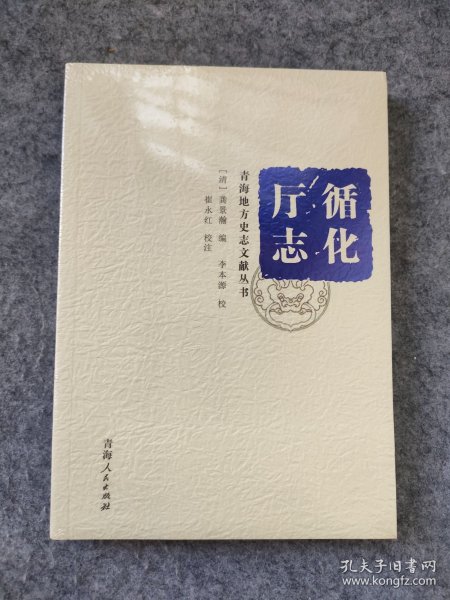 循化
厅志
青海地方史志文献丛书
［清］龚景瀚 编 李本源 校
崔永红 校注
青海人民出版社
孔夫子旧书网
www.kongfz.com